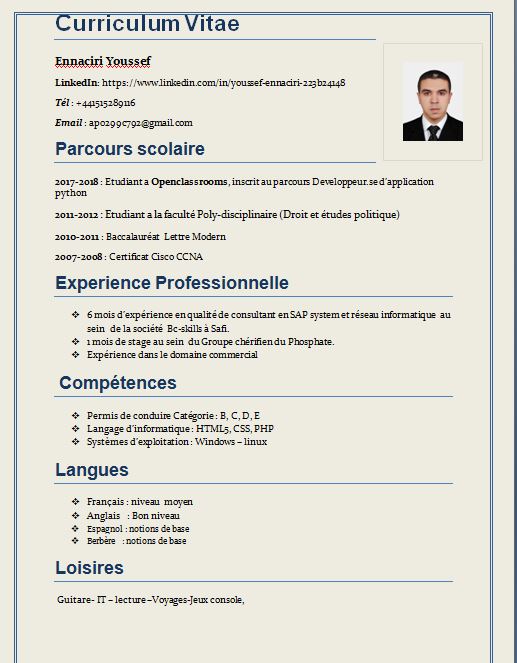 Curriculum Vitae
Ennaciri Youssef
LinkedIn: https://www.linkedin.com/in/youssef-ennaciri-223b24148
Tél : +441515289116
Email : apo299c792@gmail.com
Parcours scolaire
2017-2018 : Etudiant a Openclassrooms, inscrit au parcours Developpeur.se d'application
python
2011-2012 : Etudiant a la faculté Poly-disciplinaire (Droit et études politique)
2010-2011 : Baccalauréat Lettre Modern
2007-2008 : Certificat Cisco CCNA
Experience Professionnelle
❖ 6 mois d'expérience en qualité de consultant en SAP system et réseau informatique au
sein de la société Bc-skills à Safi.
❖ 1 mois de stage au sein du Groupe chérifien du Phosphate.
❖ Expérience dans le domaine commercial
Compétences
❖ Permis de conduire Catégorie : B, C, D, E
❖ Langage d'informatique : HTML5, CSS, PHP
❖ Systèmes d'exploitation : Windows – linux
Langues
❖ Français : niveau moyen
❖ Anglais : Bon niveau
❖ Espagnol : notions de base
❖ Berbère : notions de base
Loisires
Guitare- IT – lecture –Voyages-Jeux console,